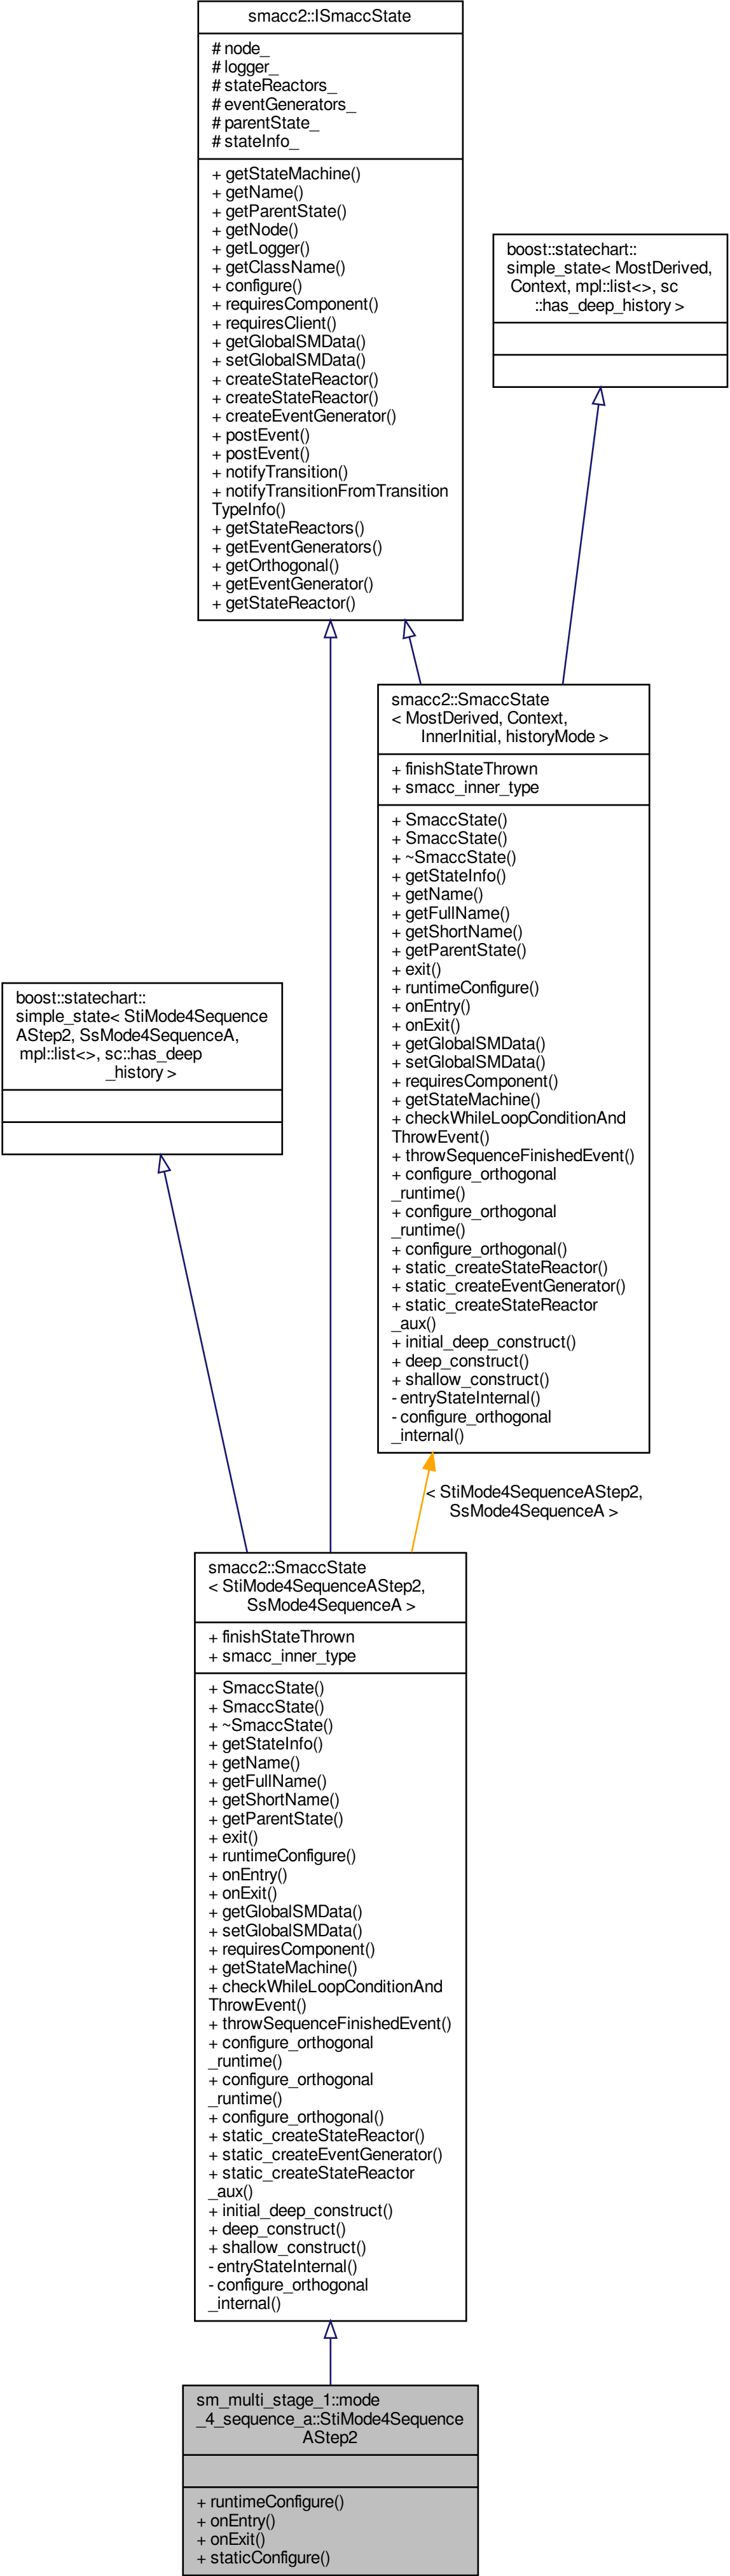 smacc2::ISmaccState
# node_
# logger_
# stateReactors_
# eventGenerators_
# parentState_
# stateInfo_
+ getStateMachine()
+ getName()
+ getParentState()
+ getNode()
+ getLogger()
+ getClassName()
+ configure()
+ requiresComponent()
+ requiresClient()
+ getGlobalSMData()
+ setGlobalSMData()
+ createStateReactor()
+ createStateReactor()
+ createEventGenerator()
+ postEvent()
+ postEvent()
+ notifyTransition()
+ notifyTransitionFromTransition
TypeInfo()
+ getStateReactors()
+ getEventGenerators()
+ getOrthogonal()
+ getEventGenerator()
+ getStateReactor()
boost::statechart::
simple_state< MostDerived,
Context, mpl::list<>, sc
::has_deep_history >
smacc2::SmaccState
< MostDerived, Context,
InnerInitial, historyMode >
+ finishStateThrown
+ smacc_inner_type
+ SmaccState()
+ SmaccState()
+ ~SmaccState()
+ getStateInfo()
+ getName()
+ getFullName()
+ getShortName()
+ getParentState()
+ exit()
+ runtimeConfigure()
+ onEntry()
+ onExit()
+ getGlobalSMData()
+ setGlobalSMData()
+ requiresComponent()
+ getStateMachine()
+ checkWhileLoopConditionAnd
ThrowEvent()
+ throwSequenceFinishedEvent()
+ configure_orthogonal
_runtime()
+ configure_orthogonal
_runtime()
+ configure_orthogonal()
+ static_createStateReactor()
+ static_createEventGenerator()
+ static_createStateReactor
_aux()
+ initial_deep_construct()
+ deep_construct()
+ shallow_construct()
- entryStateInternal()
- configure_orthogonal
_internal()
boost::statechart::
simple_state< StiMode4Sequence
AStep2, SsMode4SequenceA,
mpl::list<>, sc::has_deep
_history >
< StiMode4SequenceAStep2,
SsMode4SequenceA >
smacc2::SmaccState
< StiMode4SequenceAStep2,
SsMode4SequenceA >
+ finishStateThrown
+ smacc_inner_type
+ SmaccState()
+ SmaccState()
+ ~SmaccState()
+ getStateInfo()
+ getName()
+ getFullName()
+ getShortName()
+ getParentState()
+ exit()
+ runtimeConfigure()
+ onEntry()
+ onExit()
+ getGlobalSMData()
+ setGlobalSMData()
+ requiresComponent()
+ getStateMachine()
+ checkWhileLoopConditionAnd
ThrowEvent()
+ throwSequenceFinishedEvent()
+ configure_orthogonal
_runtime()
+ configure_orthogonal
_runtime()
+ configure_orthogonal()
+ static_createStateReactor()
+ static_createEventGenerator()
+ static_createStateReactor
_aux()
+ initial_deep_construct()
+ deep_construct()
+ shallow_construct()
- entryStateInternal()
- configure_orthogonal
_internal()
sm_multi_stage_1::mode
_4_sequence_a::StiMode4Sequence
AStep2
+ runtimeConfigure()
+ onEntry()
+ onExit()
+ staticConfigure()